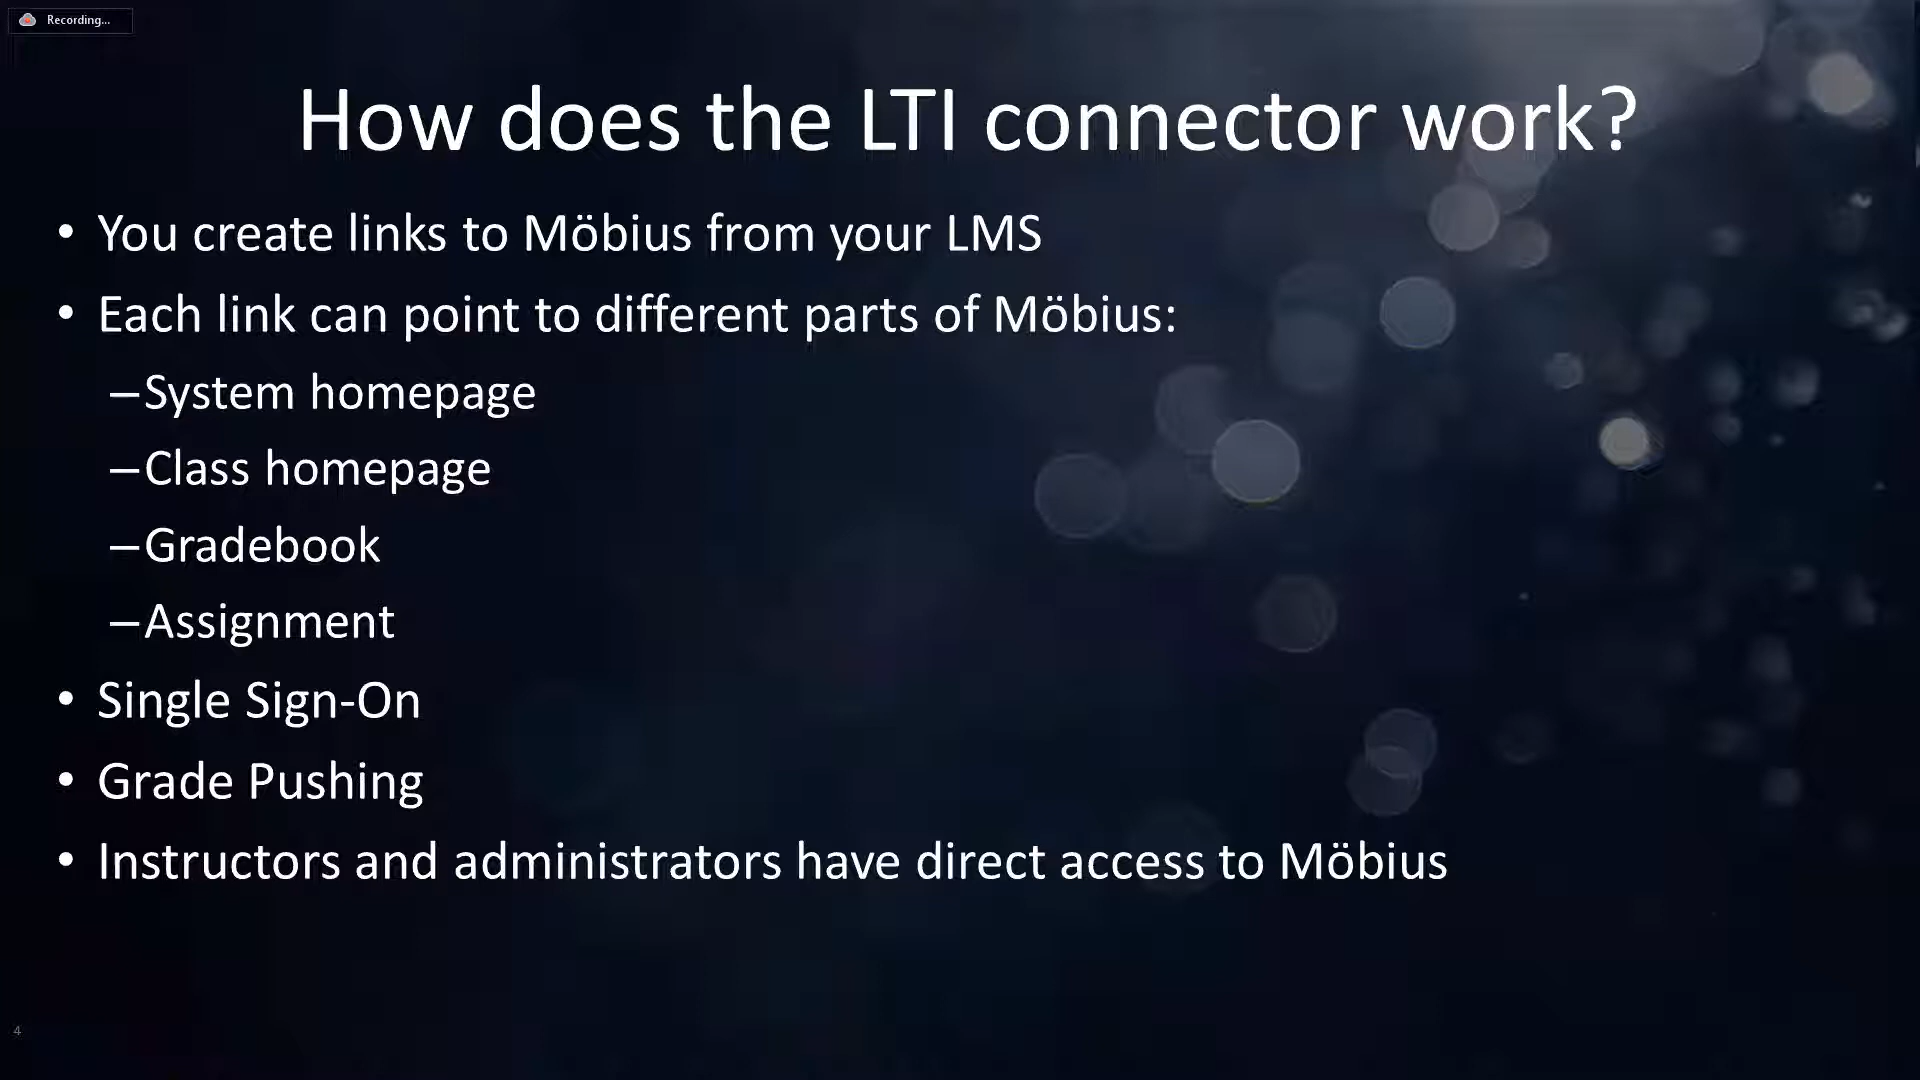 Recording...
How does the LTI connector work?
• You create links to Möbius from your LMS
• Each link can point to different parts of Möbius:
–System homepage
–Class homepage
–Gradebook
–Assignment
• Single Sign-On
• Grade Pushing
• Instructors and administrators have direct access to Möbius
4